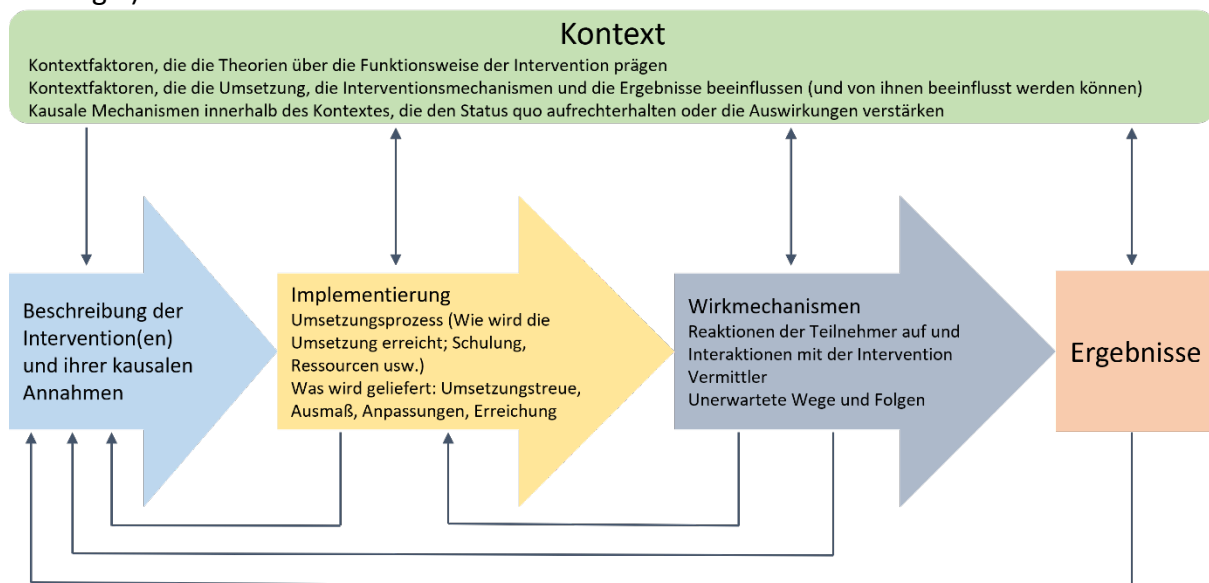 Kontext
Kontextfaktoren, die die Theorien über die Funktionsweise der Intervention prägen
Kontextfaktoren, die die Umsetzung, die Interventionsmechanismen und die Ergebnisse beeinflussen (und von ihnen beeinflusst werden können)
Kausale Mechanismen innerhalb des Kontextes, die den Status quo aufrechterhalten oder die Auswirkungen verstärken
Beschreibung der
Intervention(en)
und ihrer kausalen
Annahmen
Implementierung
Umsetzungsprozess (Wie wird die
Umsetzung erreicht; Schulung,
Ressourcen usw.)
Was wird geliefert: Umsetzungstreue,
Ausmaß, Anpassungen, Erreichung
Wirkmechanismen
Reaktionen der Teilnehmer auf und
Interaktionen mit der Intervention
Vermittler
Unerwartete Wege und Folgen
Ergebnisse